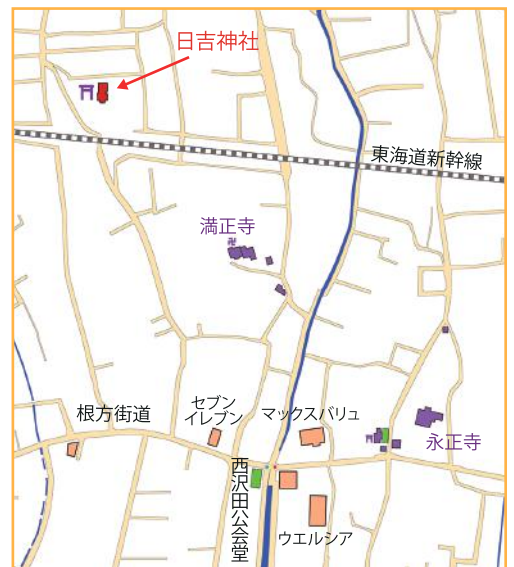 日吉神社
東海道新幹線
満正寺
セブン
イレブン
マックスバリュ
根方街道
永正寺
西沢田公会堂
ウエルシア